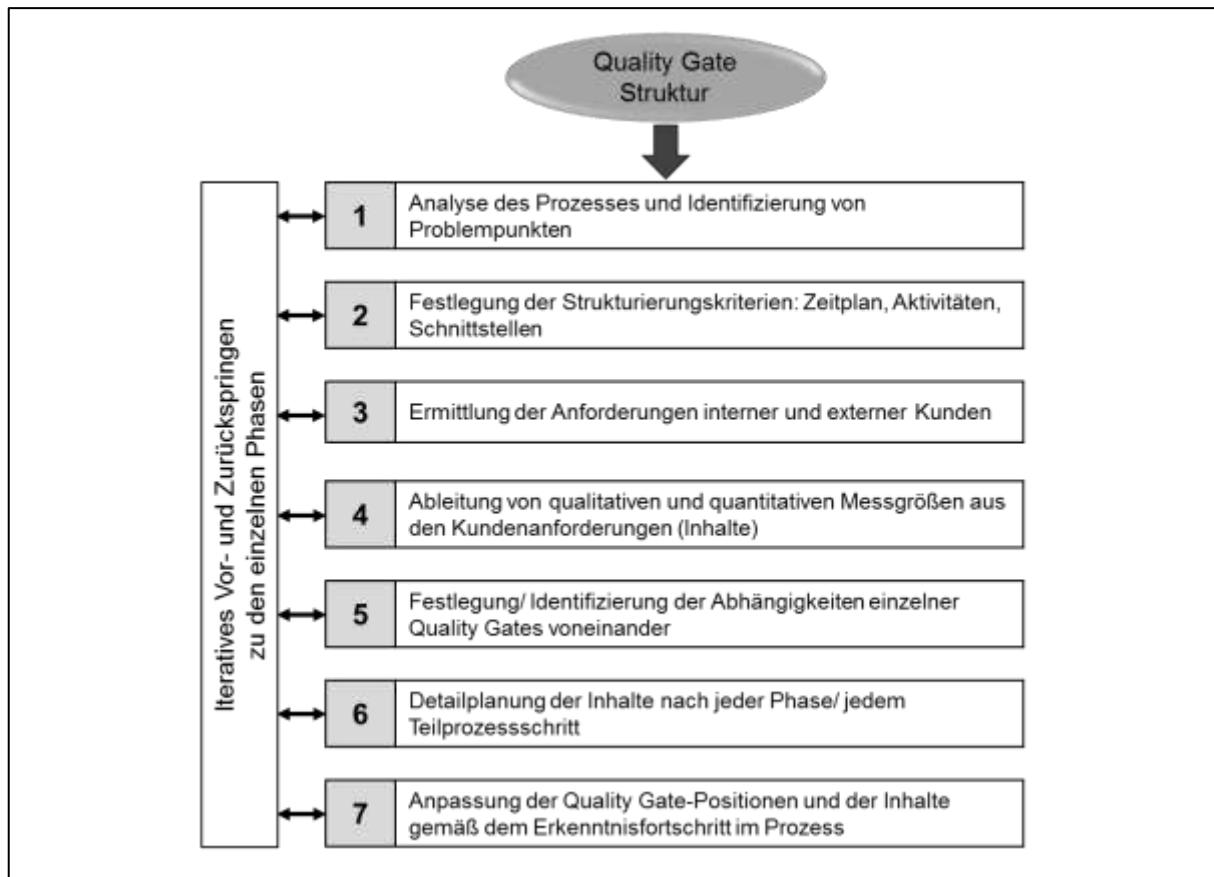 Quality Gate
Struktur
Iteratives Vor- und Zurückspringen
zu den einzelnen Phasen
1
Analyse des Prozesses und Identifizierung von
Problempunkten
2
Festlegung der Strukturierungskriterien: Zeitplan, Aktivitäten,
Schnittstellen
3
Ermittlung der Anforderungen interner und externer Kunden
4
Ableitung von qualitativen und quantitativen Messgrößen aus
den Kundenanforderungen (Inhalte)
5
Festlegung/ Identifizierung der Abhängigkeiten einzelner
Quality Gates voneinander
6
Detailplanung der Inhalte nach jeder Phase/ jedem
Teilprozessschritt
7
Anpassung der Quality Gate-Positionen und der Inhalte
gemäß dem Erkenntnisfortschritt im Prozess